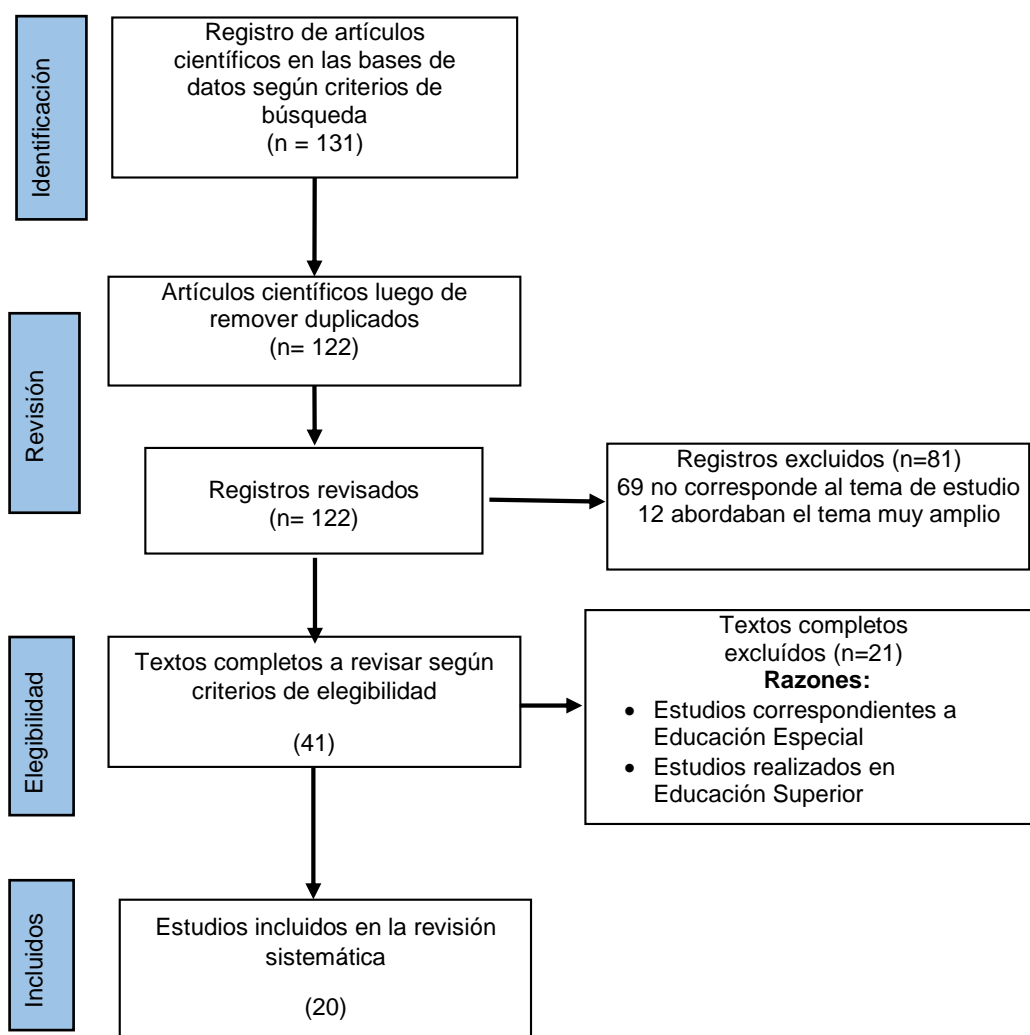 Identificación
Registro de artículos
científicos en las bases de
datos según criterios de
búsqueda
(n = 131)
Revisión
Artículos científicos luego de
remover duplicados
(n= 122)
Registros revisados
(n= 122)
Registros excluidos (n=81)
69 no corresponde al tema de estudio
12 abordaban el tema muy amplio
Elegibilidad
Textos completos a revisar según
criterios de elegibilidad
(41)
Textos completos
excluídos (n=21)
Razones:
• Estudios correspondientes a
Educación Especial
• Estudios realizados en
Educación Superior
Incluidos
Estudios incluidos en la revisión
sistemática
(20)